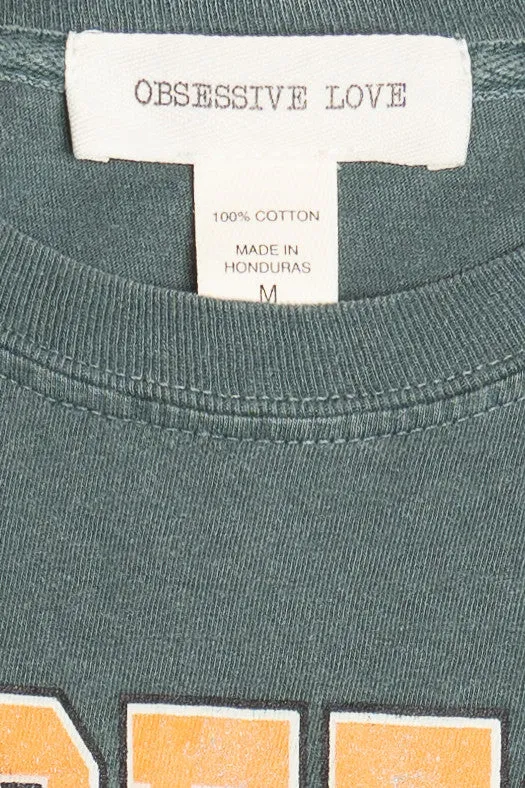 OBSESSIVE LOVE
100% COTTON
MADE IN
HONDURAS
M